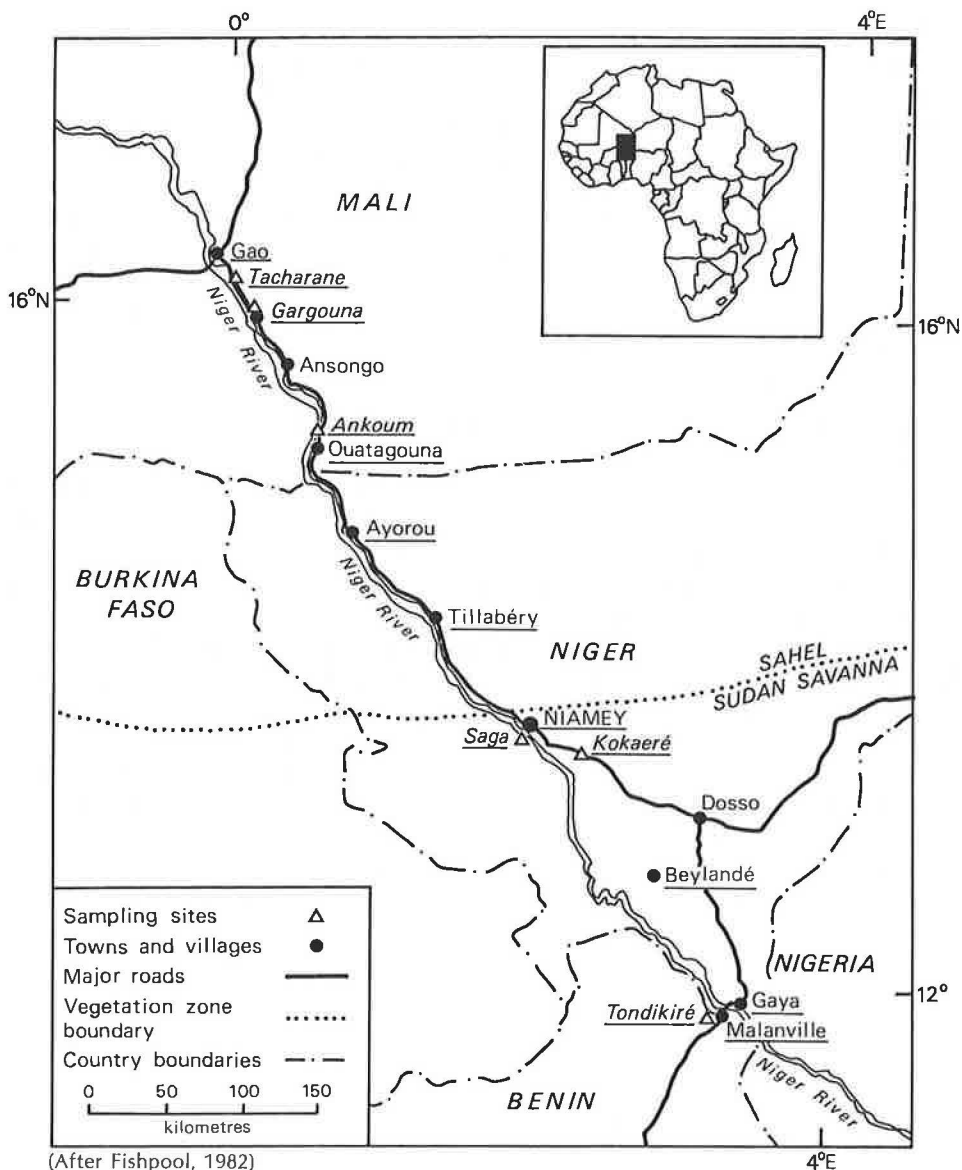 0°
4°E
MALI
Gao
Tacharane
16°N
Gargouna
16°N
Niger River
Ansongo
Ankoum
Ouatagouna
Ayorou
BURKINA
FASO
Niger River
Tillabéry
NIGER
SAHEL
SUDAN SAVANNA
NIAMEY
Saga
Kokaeré
Dosso
Beylandé
Sampling sites
Towns and villages
Major roads
Vegetation zone
boundary
Country boundaries
0 50 100 150
kilometres
NIGERIA
12°
Gaya
Tondikiré
Malanville
BENIN
Niger River
(After Fishpool, 1982)
4°E